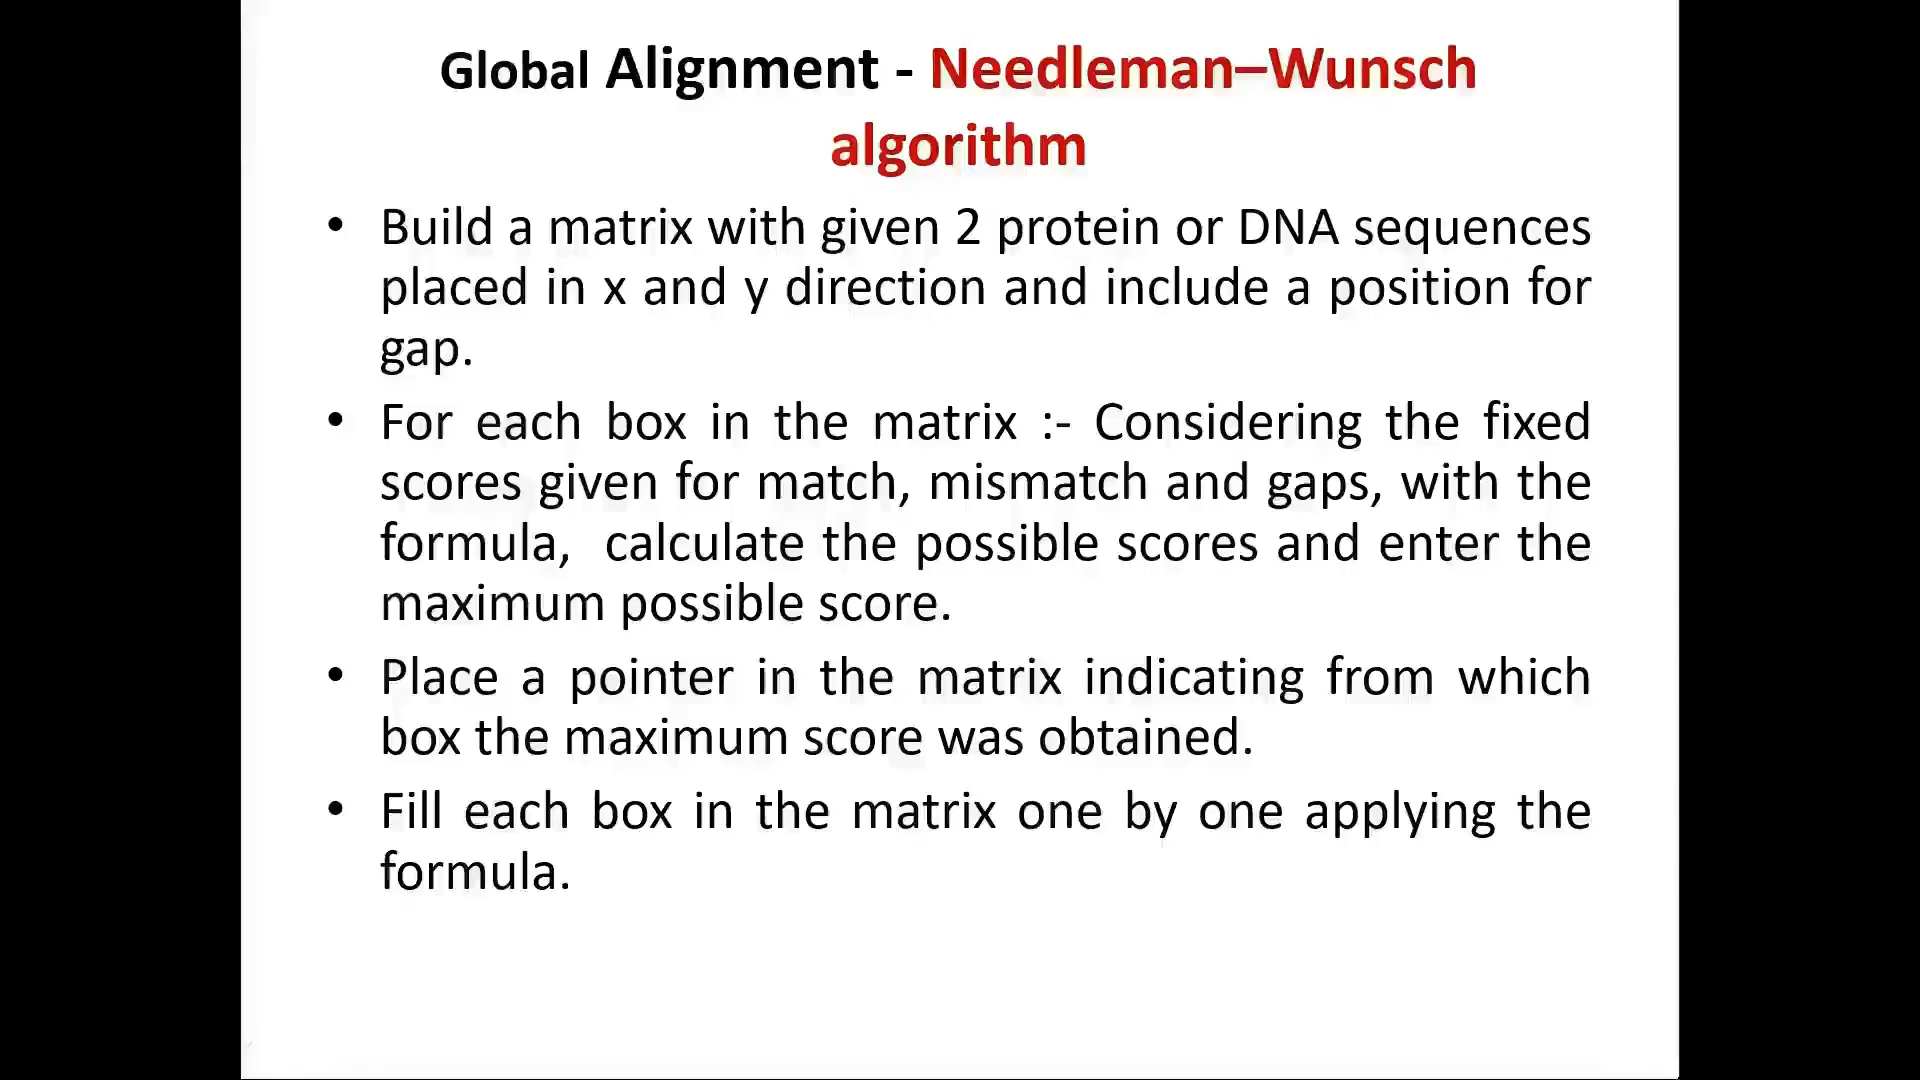 Global Alignment - Needleman–Wunsch
algorithm
• Build a matrix with given 2 protein or DNA sequences
placed in x and y direction and include a position for
gap.
• For each box in the matrix :- Considering the fixed
scores given for match, mismatch and gaps, with the
formula, calculate the possible scores and enter the
maximum possible score.
• Place a pointer in the matrix indicating from which
box the maximum score was obtained.
• Fill each box in the matrix one by one applying the
formula.